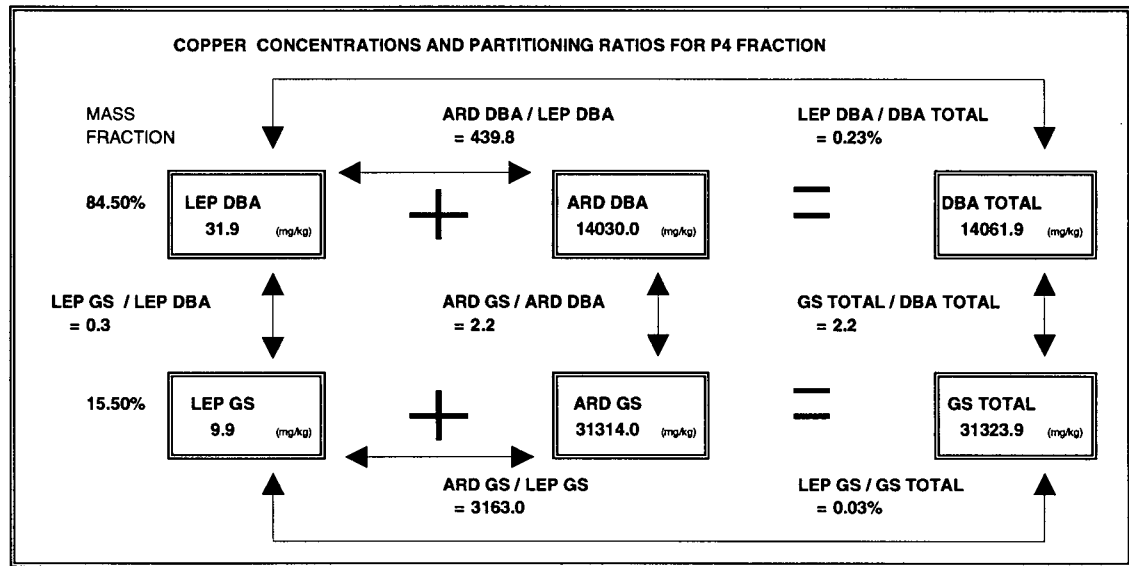 COPPER CONCENTRATIONS AND PARTITIONING RATIOS FOR P4 FRACTION
MASS
FRACTION
ARD DBA / LEP DBA
= 439.8
LEP DBA / DBA TOTAL
= 0.23%
84.50%
LEP DBA
31.9 (mg/kg)
+
ARD DBA
14030.0 (mg/kg)
=
DBA TOTAL
14061.9 (mg/kg)
LEP GS / LEP DBA
= 0.3
ARD GS / ARD DBA
= 2.2
GS TOTAL / DBA TOTAL
= 2.2
15.50%
LEP GS
9.9 (mg/kg)
+
ARD GS
31314.0 (mg/kg)
=
GS TOTAL
31323.9 (mg/kg)
ARD GS / LEP GS
= 3163.0
LEP GS / GS TOTAL
= 0.03%